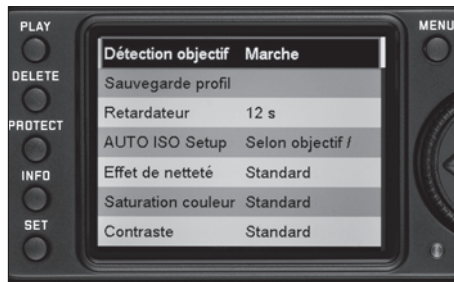 PLAY
MENU
DELETE
PROTECT
INFO
SET
Détection objectif Marche
Sauvegarde profil
Retardateur 12 s
AUTO ISO Setup Selon objectif /
Effet de netteté Standard
Saturation couleur Standard
Contraste Standard